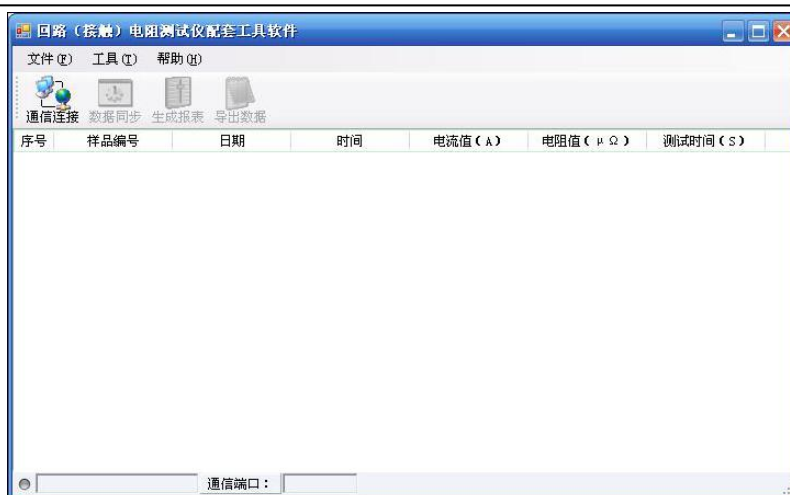 回路（接触）电阻测试仪配套工具软件
文件(F) 工具(T) 帮助(H)
通信连接 数据同步 生成报表 导出数据
序号 样品编号 日期 时间 电流值(A) 电阻值(μΩ) 测试时间(S)
通信端口：